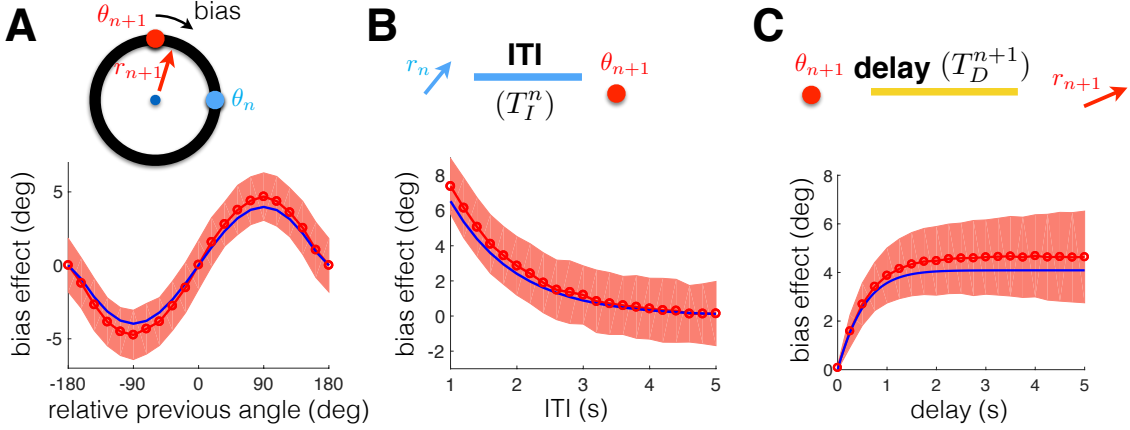 A
θn+1
bias
rn+1
θn
bias effect (deg)
5
0
-5
-180
-90
0
90
180
relative previous angle (deg)
B
rn
ITI
(T_I^n)
θn+1
bias effect (deg)
8
6
4
2
0
-2
1
2
3
4
5
ITI (s)
C
θn+1
delay (T_D^{n+1})
rn+1
bias effect (deg)
8
6
4
2
0
0
1
2
3
4
5
delay (s)